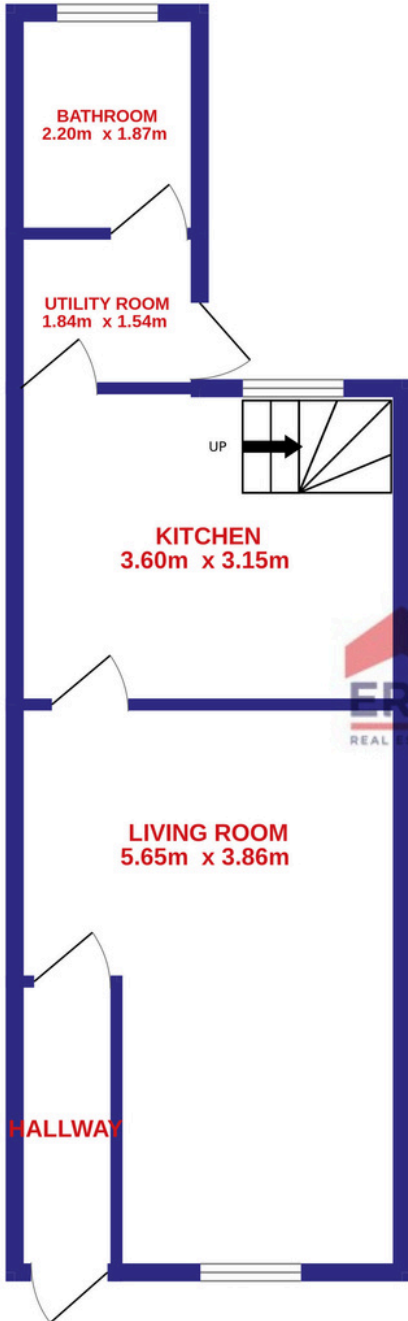 BATHROOM
2.20m x 1.87m
UTILITY ROOM
1.84m x 1.54m
UP
KITCHEN
3.60m x 3.15m
REAL
LIVING ROOM
5.65m x 3.86m
HALLWAY